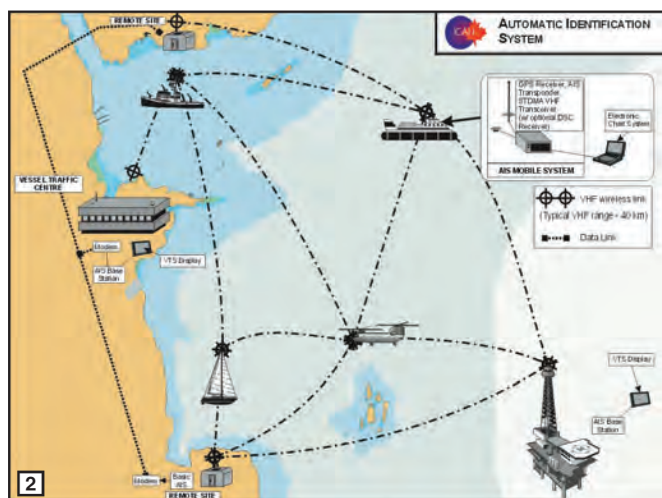 REMOTE SITE
AUTOMATIC IDENTIFICATION
SYSTEM
GPS Receiver, AIS
Transponder
STDMA VHF
Transceiver
(w/ optional DSC
Receiver)
Electronic
Chart System
AIS MOBILE SYSTEM
VHF wireless link
(Typical VHF range - 40 km)
Data Link
VESSEL TRAFFIC
CENTRE
Modem
AIS Base
Station
VTS Display
VTS Display
AIS Base
Station
2
Modem
Basic
AIS
REMOTE SITE